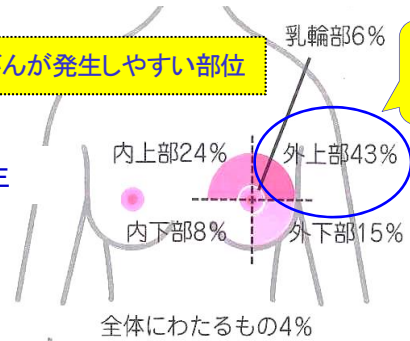 乳輪部6%
んが発生しやすい部位
内上部24%
外上部43%
内下部8%
外下部15%
全体にわたるもの4%